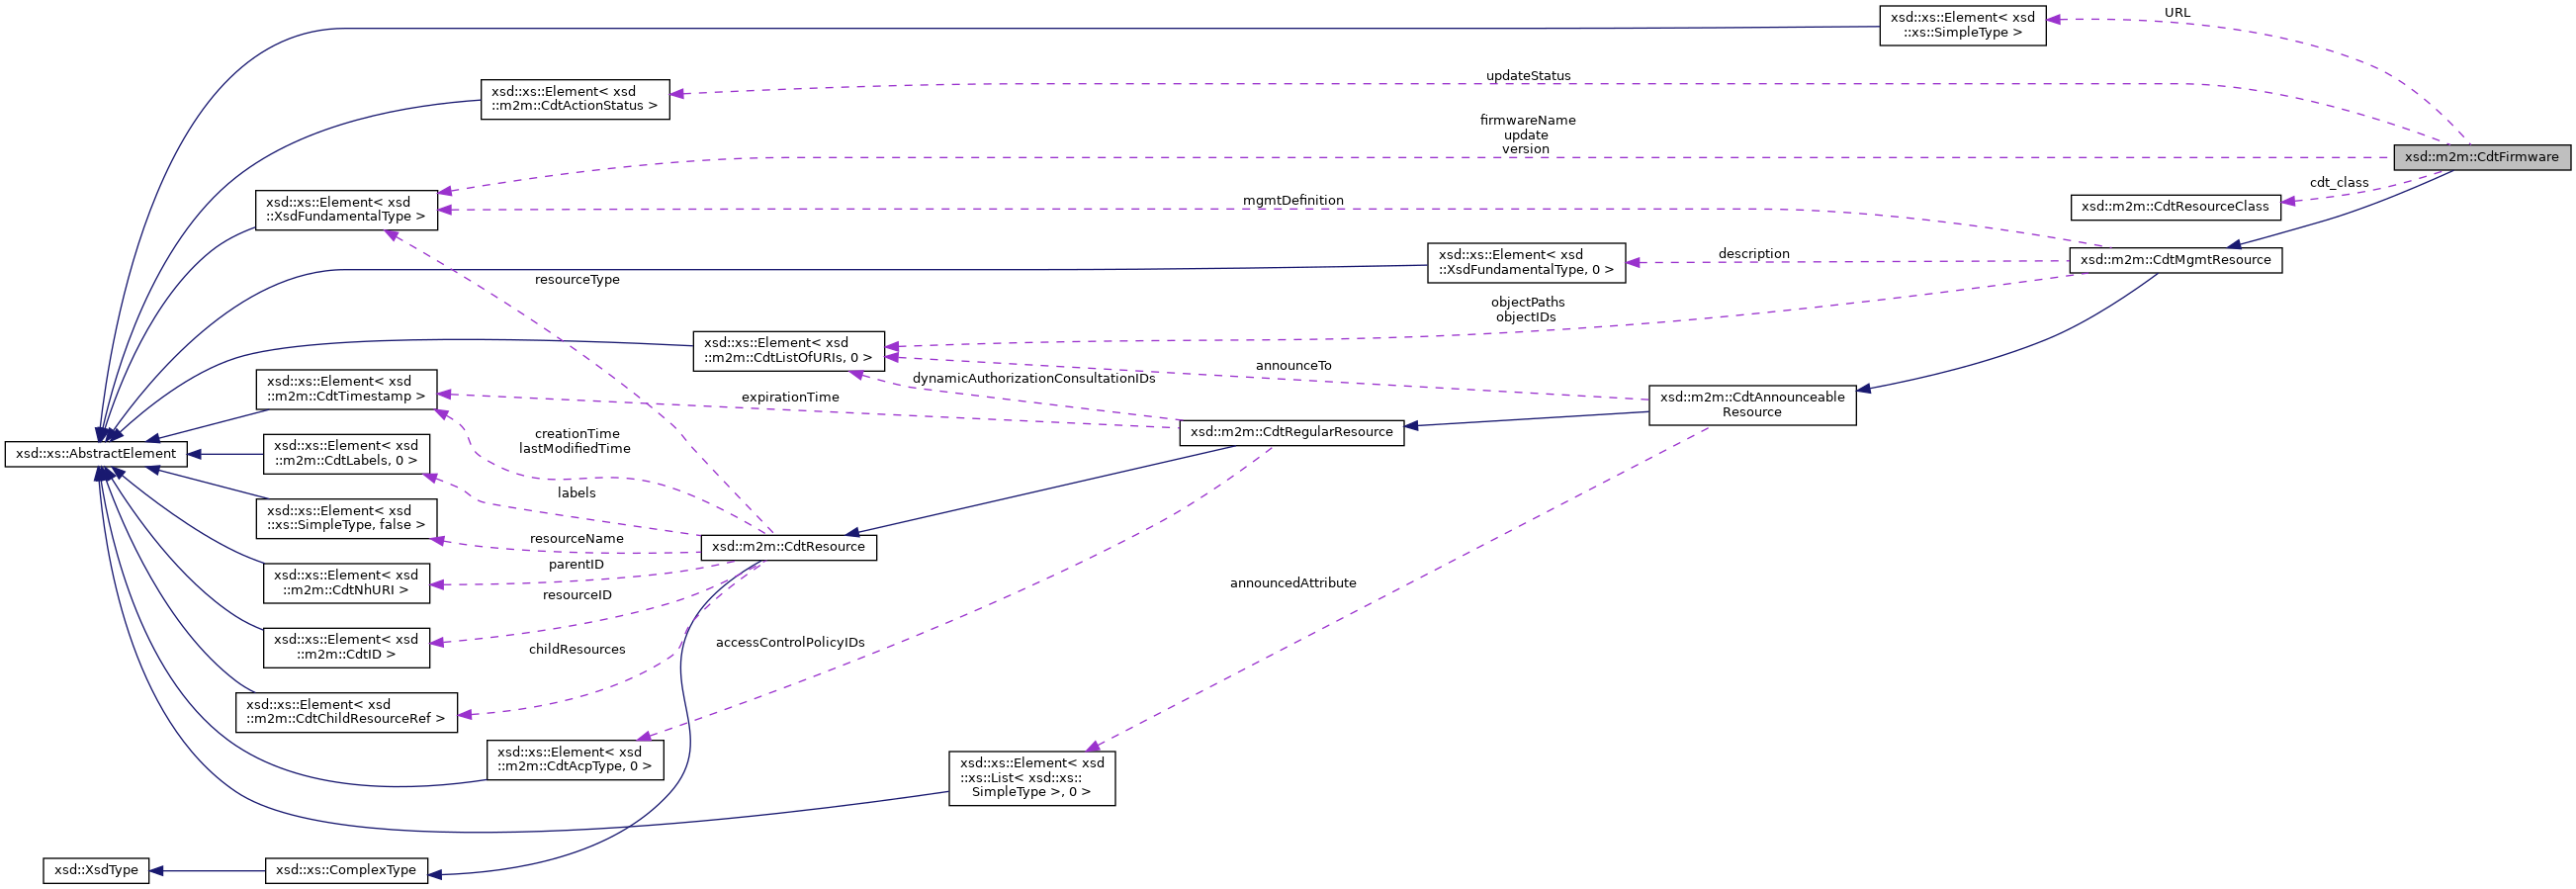 URL
xsd::xs::Element< xsd
::xs::SimpleType >
updateStatus
xsd::xs::Element< xsd
::m2m::CdtActionStatus >
firmwareName
update
version
xsd::m2m::CdtFirmware
cdt_class
xsd::xs::Element< xsd
::XsdFundamentalType >
mgmtDefinition
xsd::m2m::CdtResourceClass
xsd::xs::Element< xsd
::XsdFundamentalType, 0 >
description
xsd::m2m::CdtMgmtResource
resourceType
objectPaths
objectIDs
xsd::xs::Element< xsd
::m2m::CdtListOfURIs, 0 >
announceTo
dynamicAuthorizationConsultationIDs
xsd::xs::Element< xsd
::m2m::CdtTimestamp >
expirationTime
xsd::m2m::CdtAnnounceable
Resource
creationTime
lastModifiedTime
xsd::m2m::CdtRegularResource
xsd::xs::AbstractElement
xsd::xs::Element< xsd
::m2m::CdtLabels, 0 >
labels
xsd::xs::Element< xsd
::xs::SimpleType, false >
resourceName
xsd::m2m::CdtResource
parentID
xsd::xs::Element< xsd
::m2m::CdtNhURI >
resourceID
announcedAttribute
xsd::xs::Element< xsd
::m2m::CdtID >
childResources
accessControlPolicyIDs
xsd::xs::Element< xsd
::m2m::CdtChildResourceRef >
xsd::xs::Element< xsd
::m2m::CdtAcpType, 0 >
xsd::xs::Element< xsd
::xs::List< xsd::xs::
SimpleType >, 0 >
xsd::XsdType
xsd::xs::ComplexType